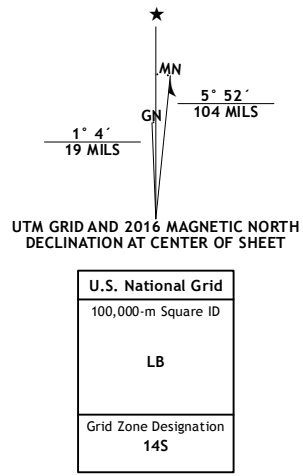 ★
MN
GN
5° 52´
104 MILS
1° 4´
19 MILS
UTM GRID AND 2016 MAGNETIC NORTH
DECLINATION AT CENTER OF SHEET
U.S. National Grid
100,000-m Square ID
LB
Grid Zone Designation
14S